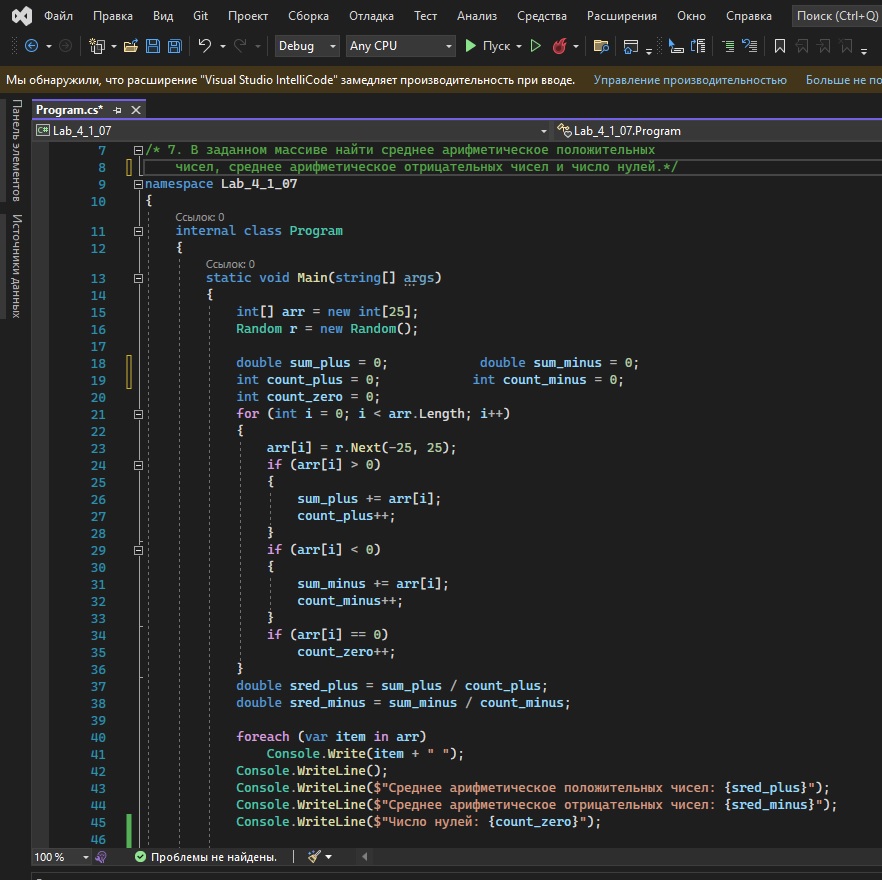 Файл Правка Вид Git Проект Сборка Отладка Тест Анализ Средства Расширения Окно Справка Поиск (Ctrl+Q)
Debug Any CPU Пуск
Мы обнаружили, что расширение "Visual Studio IntelliCode" замедляет производительность при вводе. Управление производительностью Больше не по
Панель элементов
Источники данных
Program.cs*
C# Lab_4_1_07 Lab_4_1_07.Program
7 /* 7. В заданном массиве найти среднее арифметическое положительных
8 чисел, среднее арифметическое отрицательных чисел и число нулей.*/
9 namespace Lab_4_1_07
10 {
Ссылок: 0
11 internal class Program
12 {
Ссылок: 0
13 static void Main(string[] args)
14 {
15 int[] arr = new int[25];
16 Random r = new Random();
17
18 double sum_plus = 0; double sum_minus = 0;
19 int count_plus = 0; int count_minus = 0;
20 int count_zero = 0;
21 for (int i = 0; i < arr.Length; i++)
22 {
23 arr[i] = r.Next(-25, 25);
24 if (arr[i] > 0)
25 {
26 sum_plus += arr[i];
27 count_plus++;
28 }
29 if (arr[i] < 0)
30 {
31 sum_minus += arr[i];
32 count_minus++;
33 }
34 if (arr[i] == 0)
35 count_zero++;
36 }
37 double sred_plus = sum_plus / count_plus;
38 double sred_minus = sum_minus / count_minus;
39
40 foreach (var item in arr)
41 Console.Write(item + " ");
42 Console.WriteLine();
43 Console.WriteLine($"Среднее арифметическое положительных чисел: {sred_plus}");
44 Console.WriteLine($"Среднее арифметическое отрицательных чисел: {sred_minus}");
45 Console.WriteLine($"Число нулей: {count_zero}");
46
100 % Проблемы не найдены.